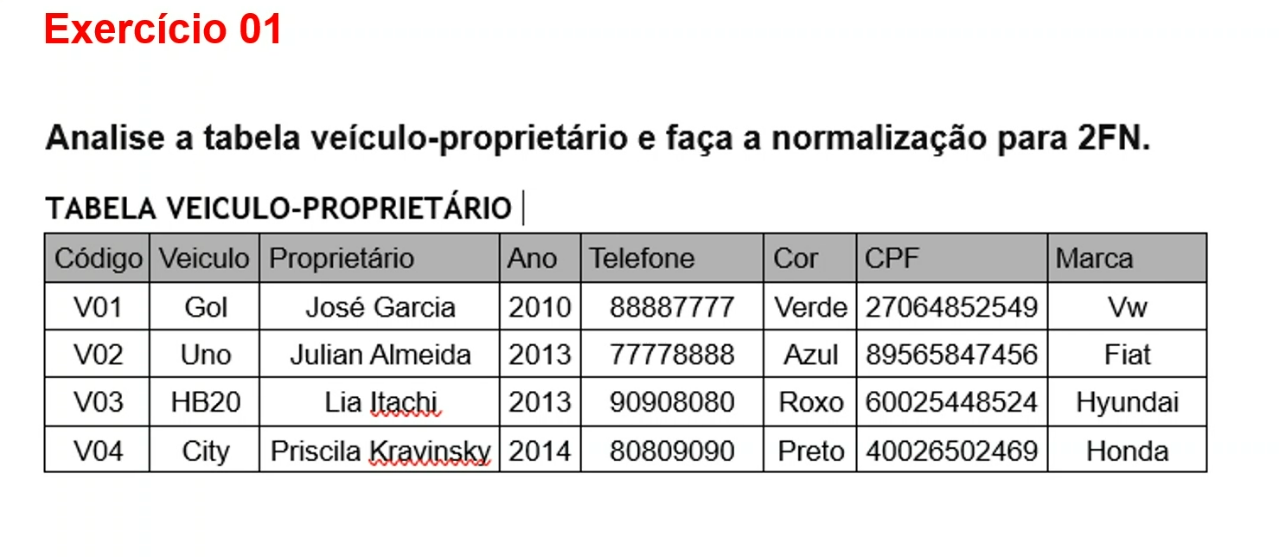 Exercício 01
Analise a tabela veículo-proprietário e faça a normalização para 2FN.
TABELA VEICULO-PROPRIETÁRIO
Código Veiculo Proprietário Ano Telefone Cor CPF Marca
V01 Gol José Garcia 2010 88887777 Verde 27064852549 Vw
V02 Uno Julian Almeida 2013 77778888 Azul 89565847456 Fiat
V03 HB20 Lia Itachi 2013 90908080 Roxo 60025448524 Hyundai
V04 City Priscila Kravinsky 2014 80809090 Preto 40026502469 Honda